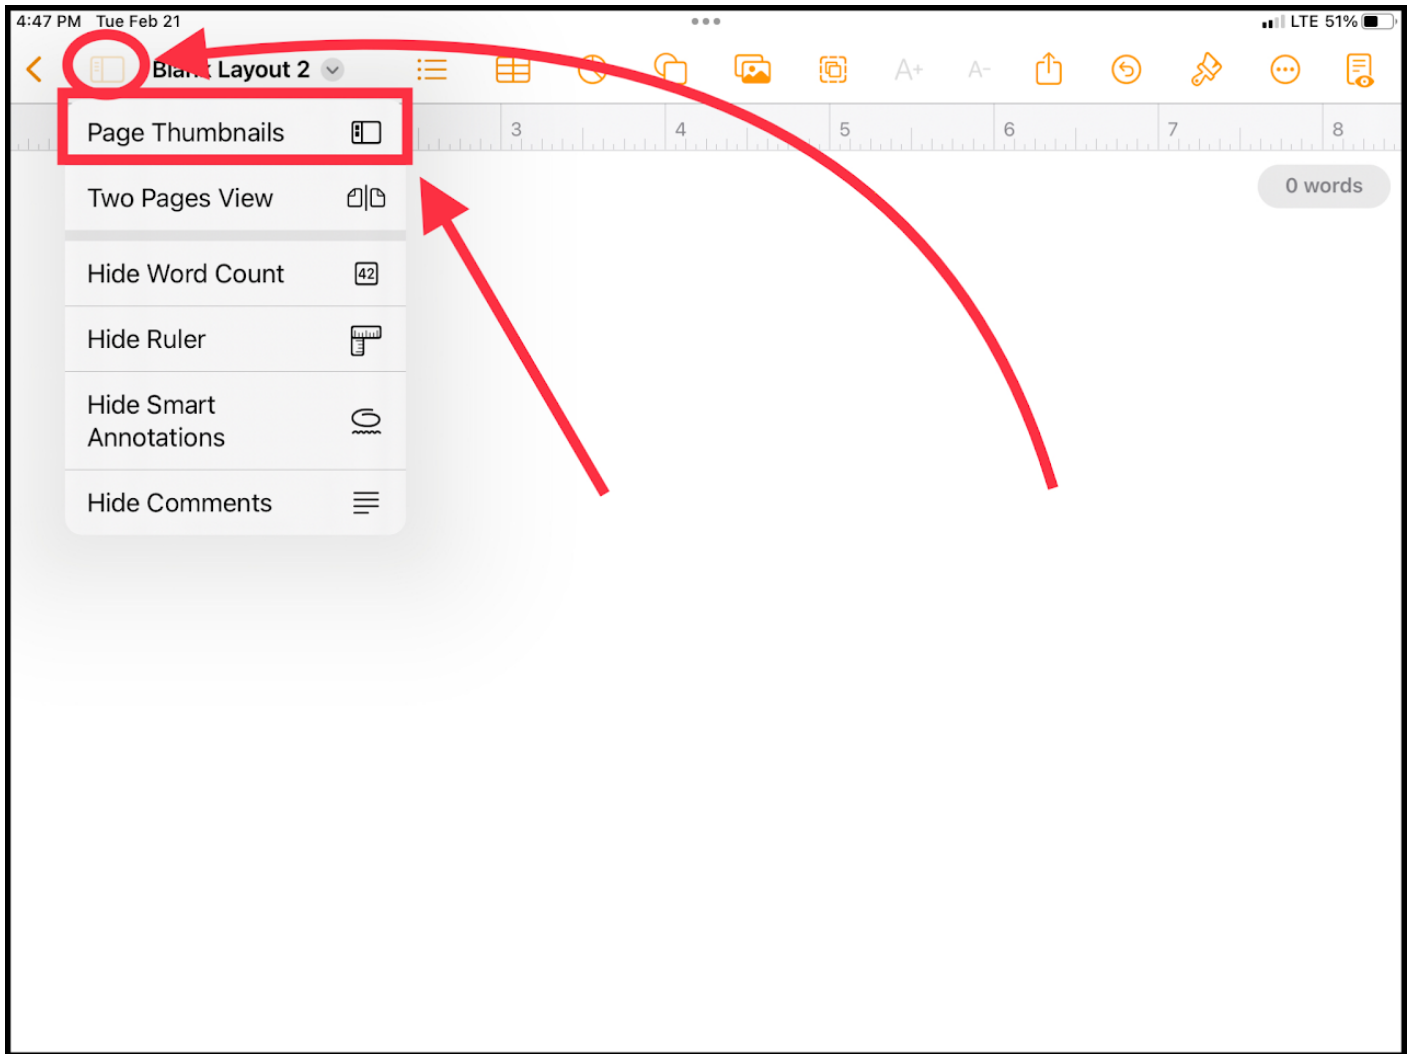 4:47 PM Tue Feb 21
LTE 51%
Blank Layout 2
A+
A-
3
4
5
6
7
8
0 words
Page Thumbnails
Two Pages View
Hide Word Count
42
Hide Ruler
Hide Smart
Annotations
Hide Comments